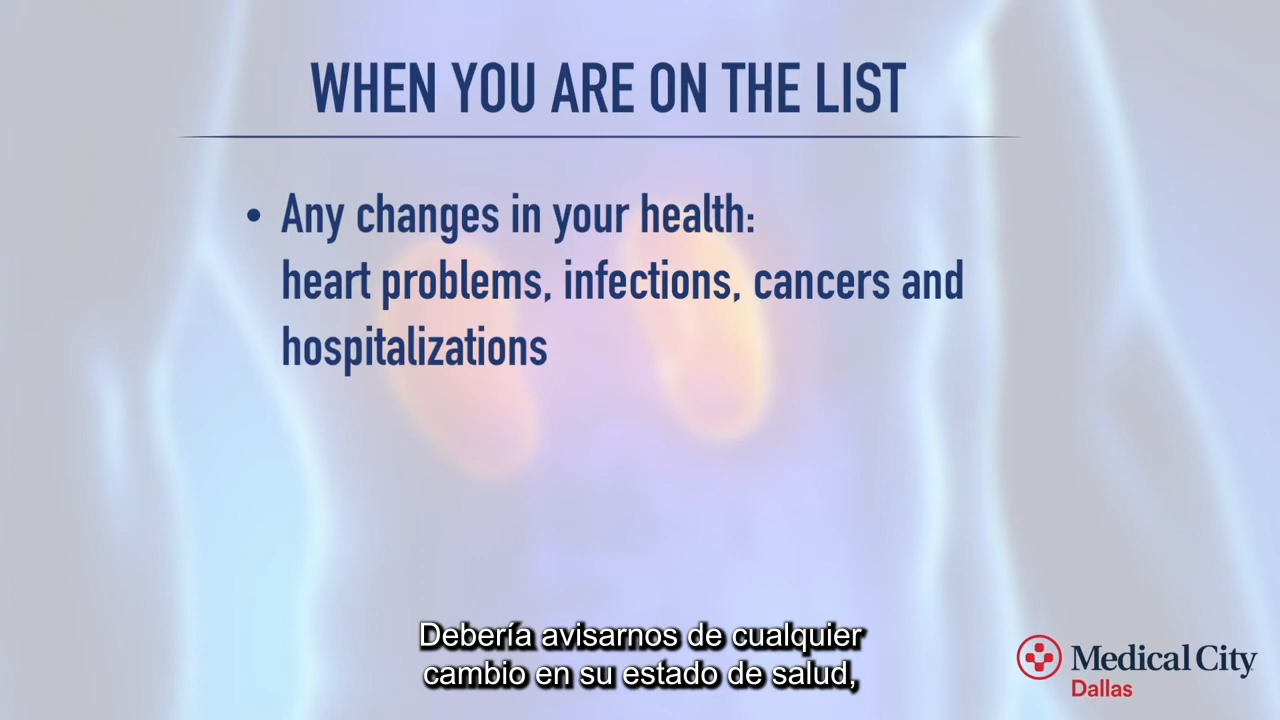 WHEN YOU ARE ON THE LIST
• Any changes in your health:
heart problems, infections, cancers and
hospitalizations
Debería avisarnos de cualquier
cambio en su estado de salud,
Medical City
Dallas